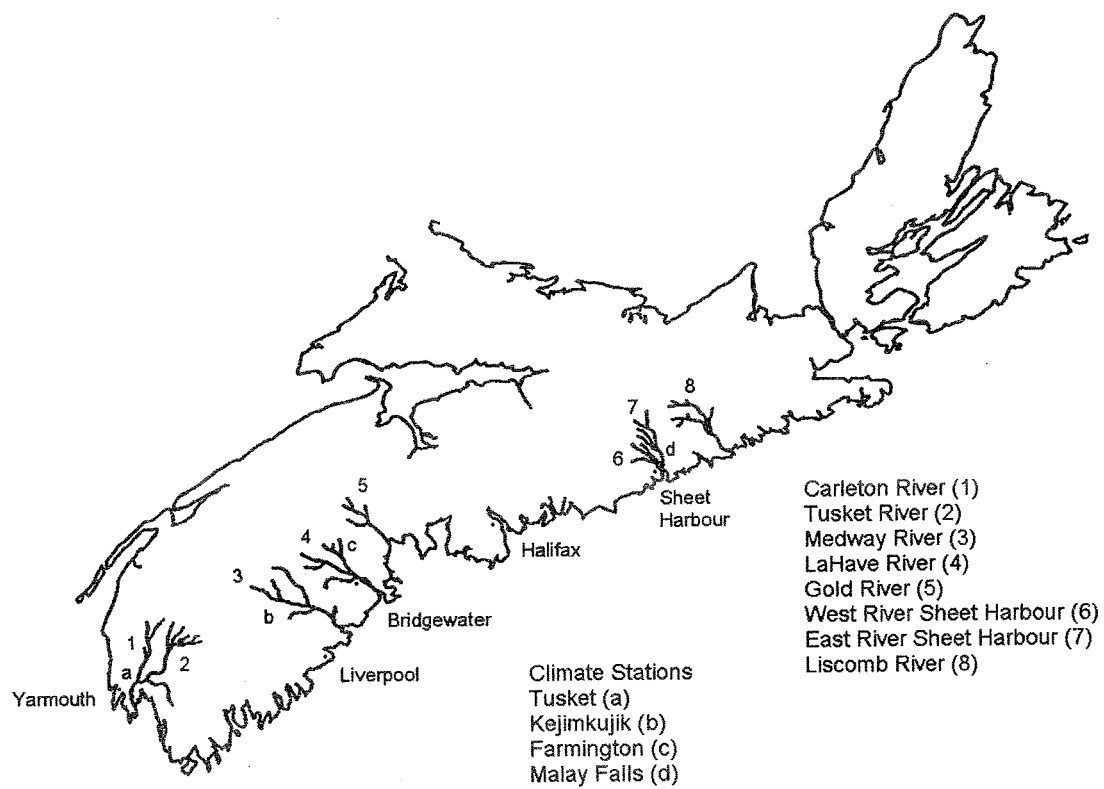 8
7
d
6
5
Sheet
Harbour
Halifax
4
c
3
b
Bridgewater
1
2
a
Liverpool
Yarmouth
Carleton River (1)
Tusket River (2)
Medway River (3)
LaHave River (4)
Gold River (5)
West River Sheet Harbour (6)
East River Sheet Harbour (7)
Liscomb River (8)
Climate Stations
Tusket (a)
Kejimkujik (b)
Farmington (c)
Malay Falls (d)